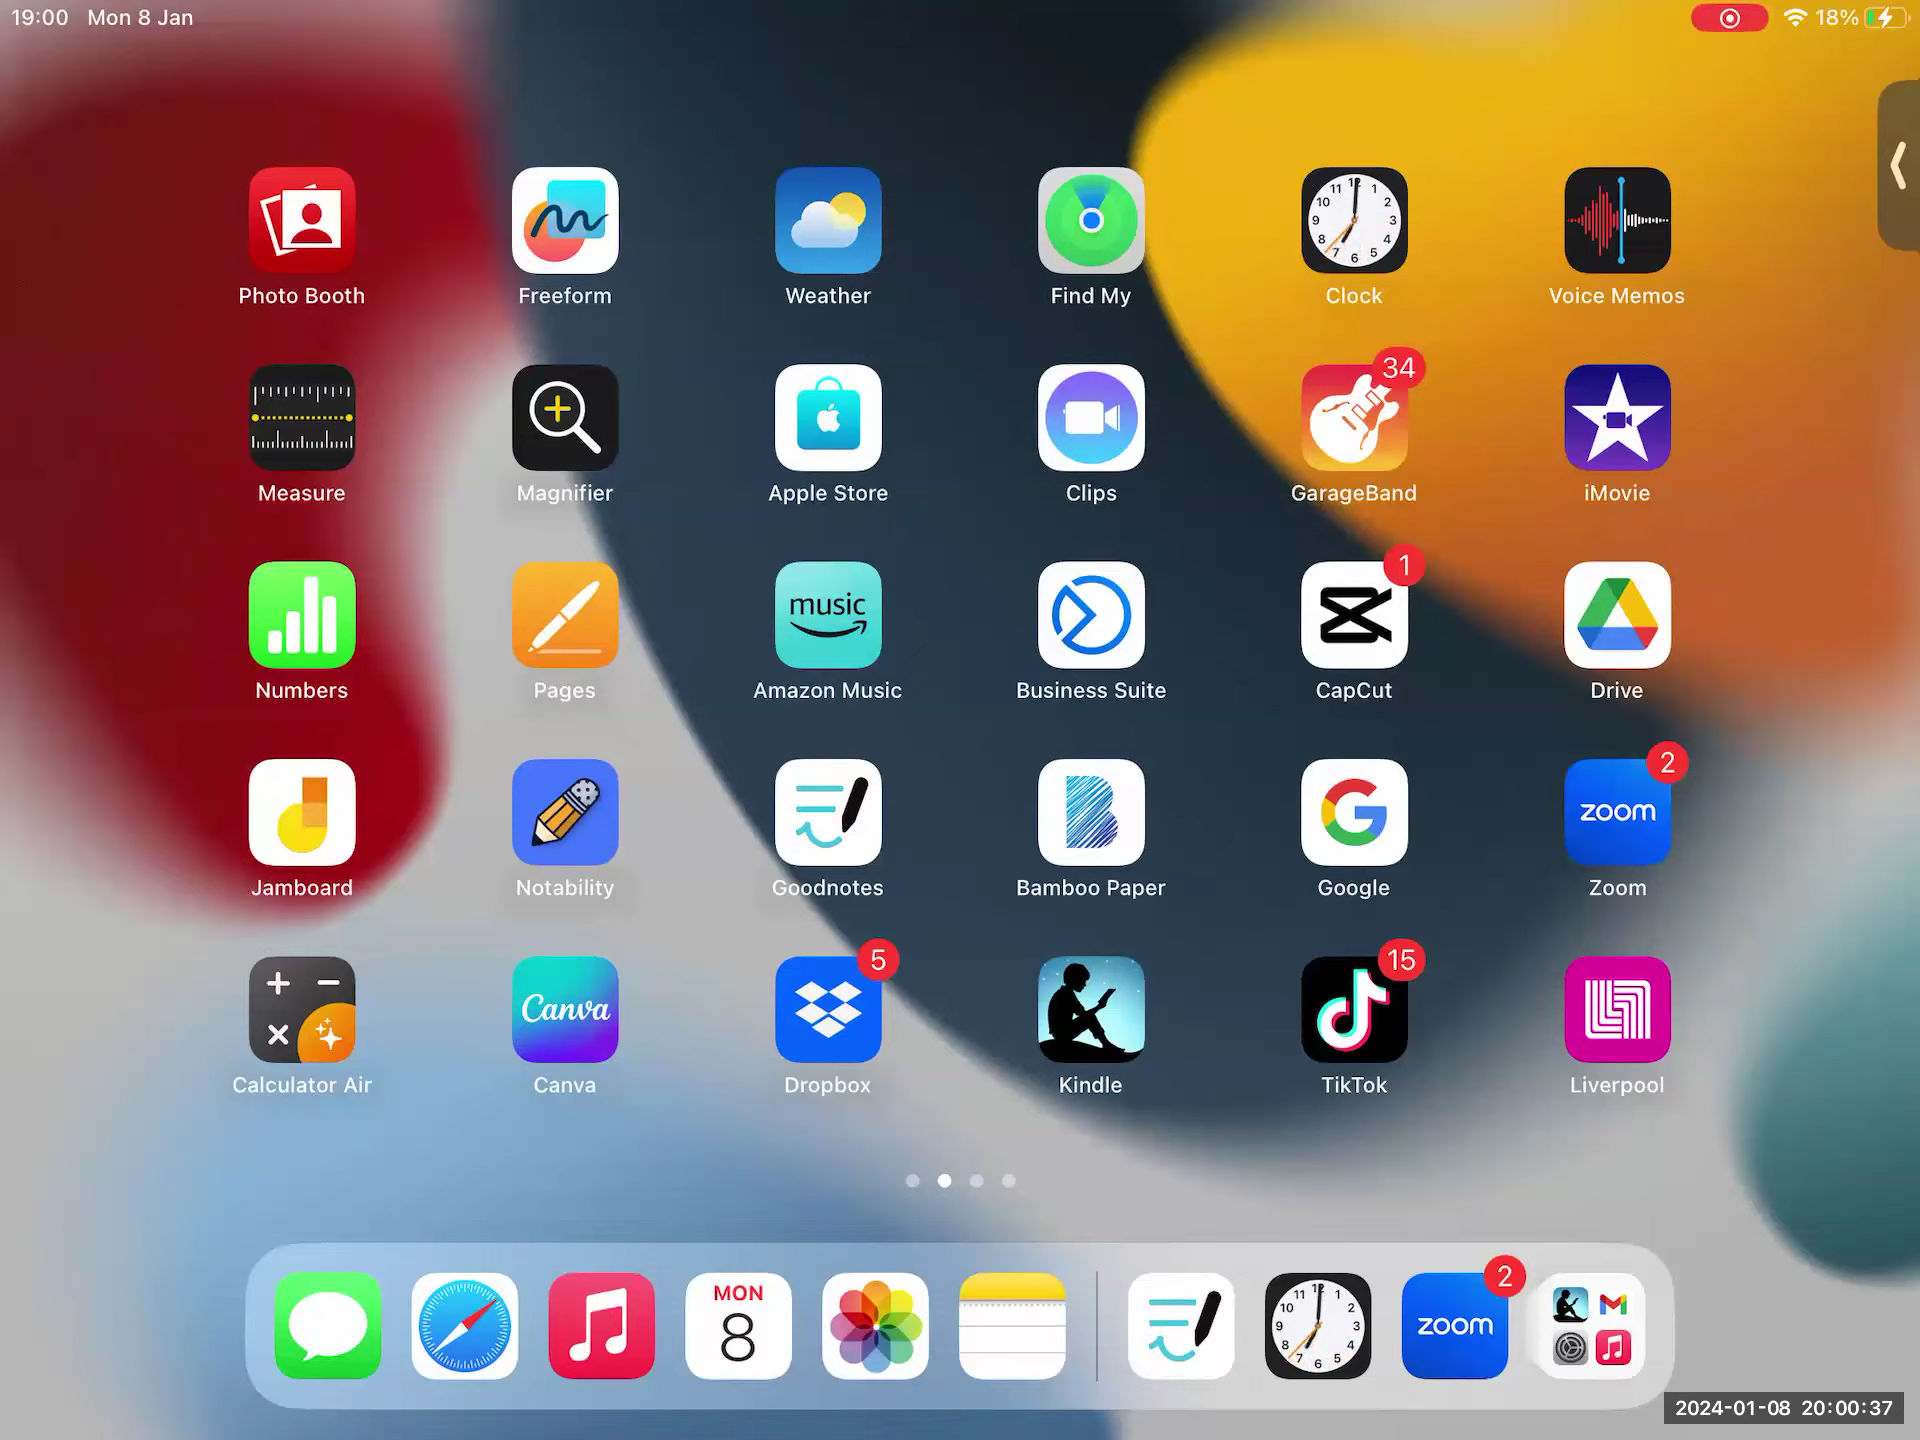 19:00 Mon 8 Jan 18%
Photo Booth Freeform Weather Find My Clock Voice Memos
34
Measure Magnifier Apple Store Clips GarageBand iMovie
music 1
Numbers Pages Amazon Music Business Suite CapCut Drive
zoom 2
Jamboard Notability Goodnotes Bamboo Paper Google Zoom
Canva 5 15
Calculator Air Canva Dropbox Kindle TikTok Liverpool
MON
8
zoom 2
2024-01-08 20:00:37